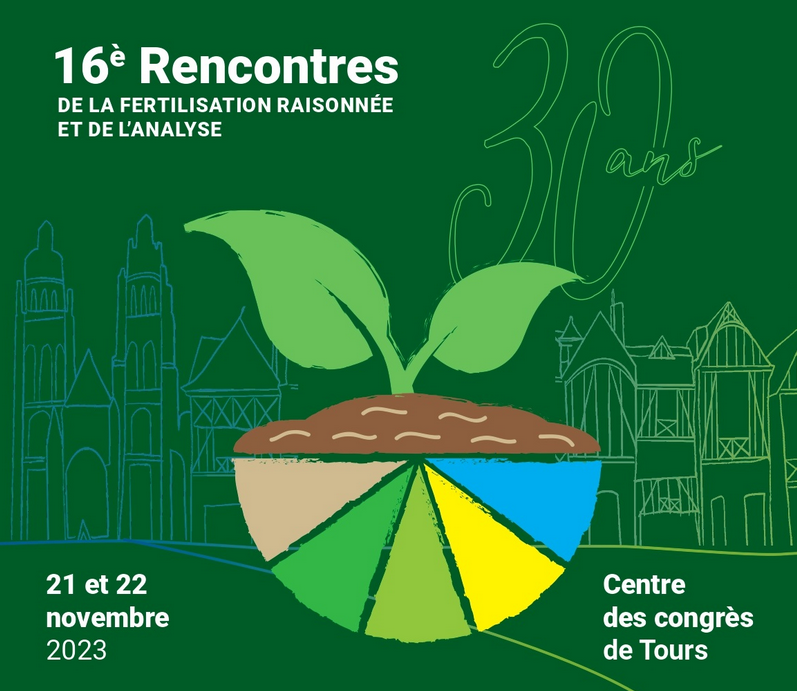 16è Rencontres
DE LA FERTILISATION RAISONNÉE
ET DE L'ANALYSE
30 ans
21 et 22
novembre
2023
Centre
des congrès
de Tours